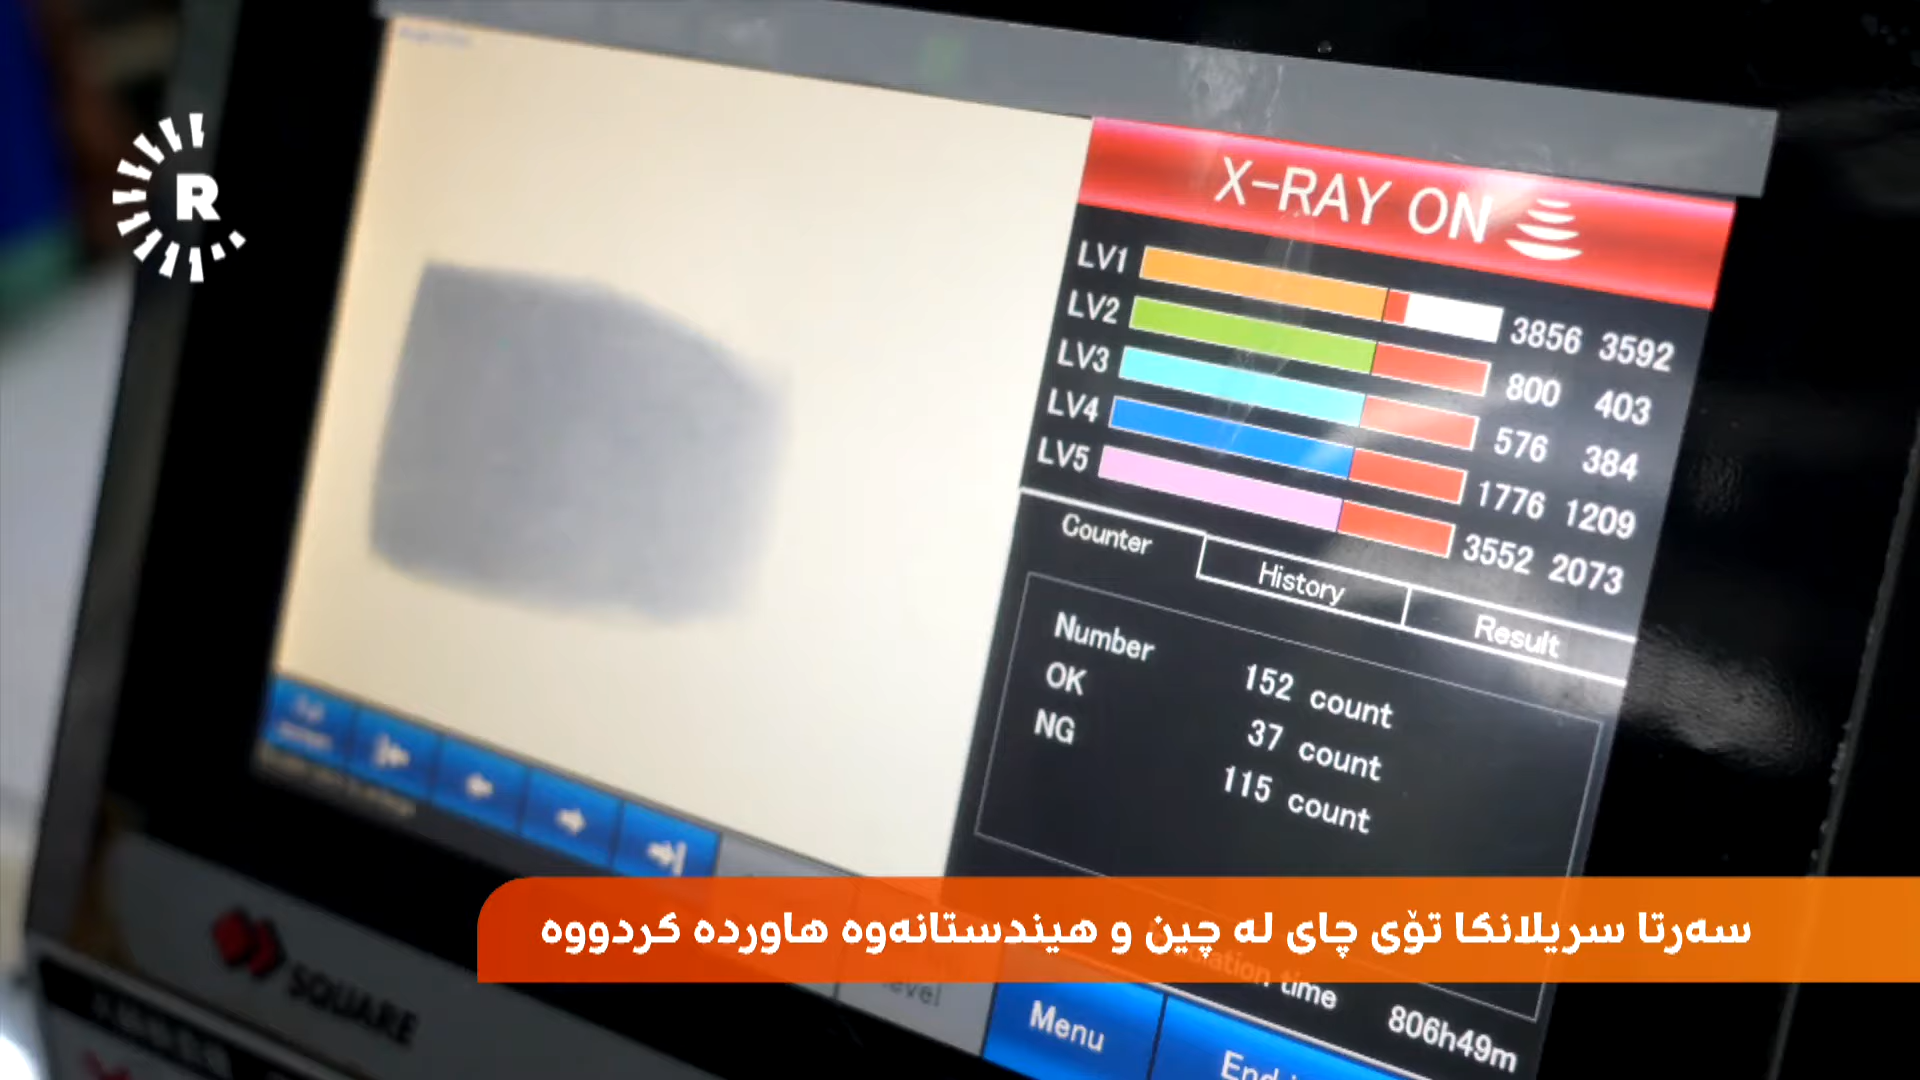 R
X-RAY ON
LV1 3856 3592
LV2 800 403
LV3 576 384
LV4 1776 1209
LV5 3552 2073
Counter History Result
Number 152 count
OK 37 count
NG 115 count
سەرتا سریلانکا تۆی چای لە چین و هیندستانەوە هاوردە کردووە
time 806h49m
level
Menu
SQUARE